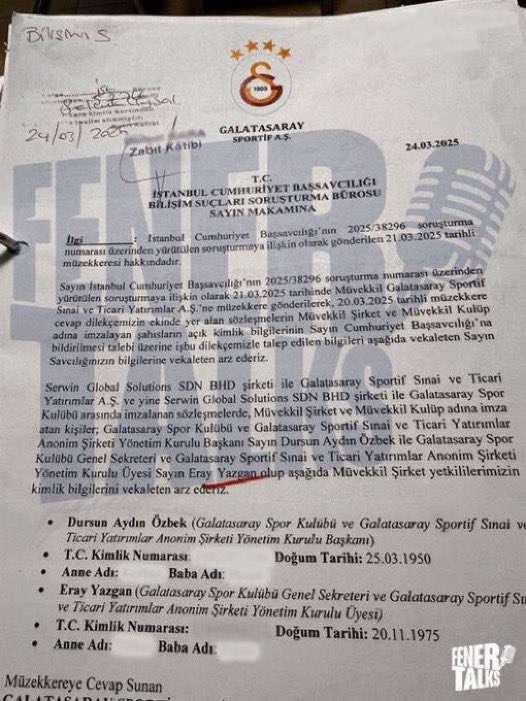 Bilişim S.
24/03/2025
Zabıt Katibi
1905
GALATASARAY
SPORTİF A.Ş.
24.03.2025
T.C.
İSTANBUL CUMHURİYET BAŞSAVCILIĞI
BİLİŞİM SUÇLARI SORUŞTURMA BÜROSU
SAYIN MAKAMINA
İlgi : İstanbul Cumhuriyet Başsavcılığı'nın 2025/38296 soruşturma
numarası üzerinden yürütülen soruşturmaya ilişkin olarak gönderilen 21.03.2025 tarihli
müzekkeresi hakkındadır.
Sayın İstanbul Cumhuriyet Başsavcılığı'nın 2025/38296 soruşturma numarası üzerinden
yürütülen soruşturmaya ilişkin olarak 21.03.2025 tarihinde Müvekkil Galatasaray Sportif
Sınai ve Ticari Yatırımlar A.Ş.'ne müzekkere gönderilerek, 20.03.2025 tarihli müzekkere
cevap dilekçemizin ekinde yer alan sözleşmelerin Müvekkil Şirket ve Müvekkil Kulüp
adına imzalayan şahısların açık kimlik bilgilerinin Sayın Cumhuriyet Başsavcılığı'na
bildirilmesi talebi üzerine işbu dilekçemizle talep edilen bilgileri aşağıda vekaleten Sayın
Savcılığınızın bilgilerine vekaleten arz ederiz.
Serwin Global Solutions SDN BHD şirketi ile Galatasaray Sportif Sınai ve Ticari
Yatırımlar A.Ş. ve yine Serwin Global Solutions SDN BHD şirketi ile Galatasaray Spor
Kulübü arasında imzalanan sözleşmelerde, Müvekkil Şirket ve Müvekkil Kulüp adına imza
atan kişiler; Galatasaray Spor Kulübü ve Galatasaray Sportif Sınai ve Ticari Yatırımlar
Anonim Şirketi Yönetim Kurulu Başkanı Sayın Dursun Aydın Özbek ile Galatasaray Spor
Kulübü Genel Sekreteri ve Galatasaray Sportif Sınai ve Ticari Yatırımlar Anonim Şirketi
Yönetim Kurulu Üyesi Sayın Eray Yazgan olup aşağıda Müvekkil Şirket yetkililerimizin
kimlik bilgilerini vekaleten arz ederiz.
• Dursun Aydın Özbek (Galatasaray Spor Kulübü ve Galatasaray Sportif Sınai ve
Ticari Yatırımlar Anonim Şirketi Yönetim Kurulu Başkanı)
• T.C. Kimlik Numarası Doğum Tarihi: 25.03.1950
• Anne Adı: Baba Adı:
• Eray Yazgan (Galatasaray Spor Kulübü Genel Sekreteri ve Galatasaray Sportif Sı
ve Ticari Yatırımlar Anonim Şirketi Yönetim Kurulu Üyesi)
• T.C. Kimlik Numarası: Doğum Tarihi: 20.11.1975
• Anne Adı: Baba Adı:
Müzekkereye Cevap Sunan
FENER
TALKS
FENER
TALKS